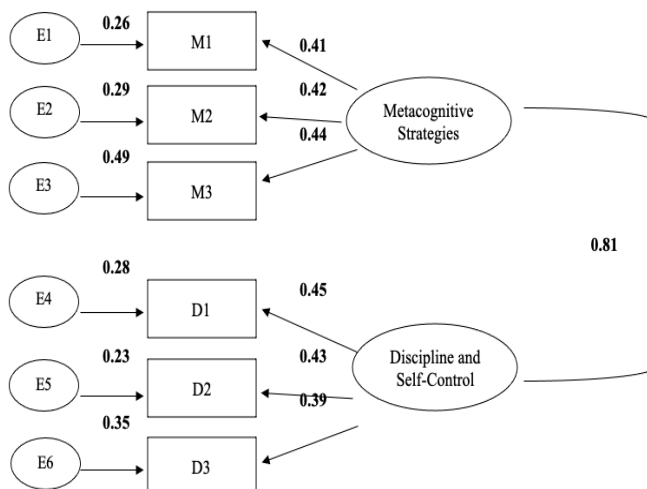 E1
0.26
M1
0.41
E2
0.29
M2
0.42
Metacognitive
Strategies
E3
0.49
M3
0.44
0.81
E4
0.28
D1
0.45
E5
0.23
D2
0.43
Discipline and
Self-Control
0.39
E6
0.35
D3